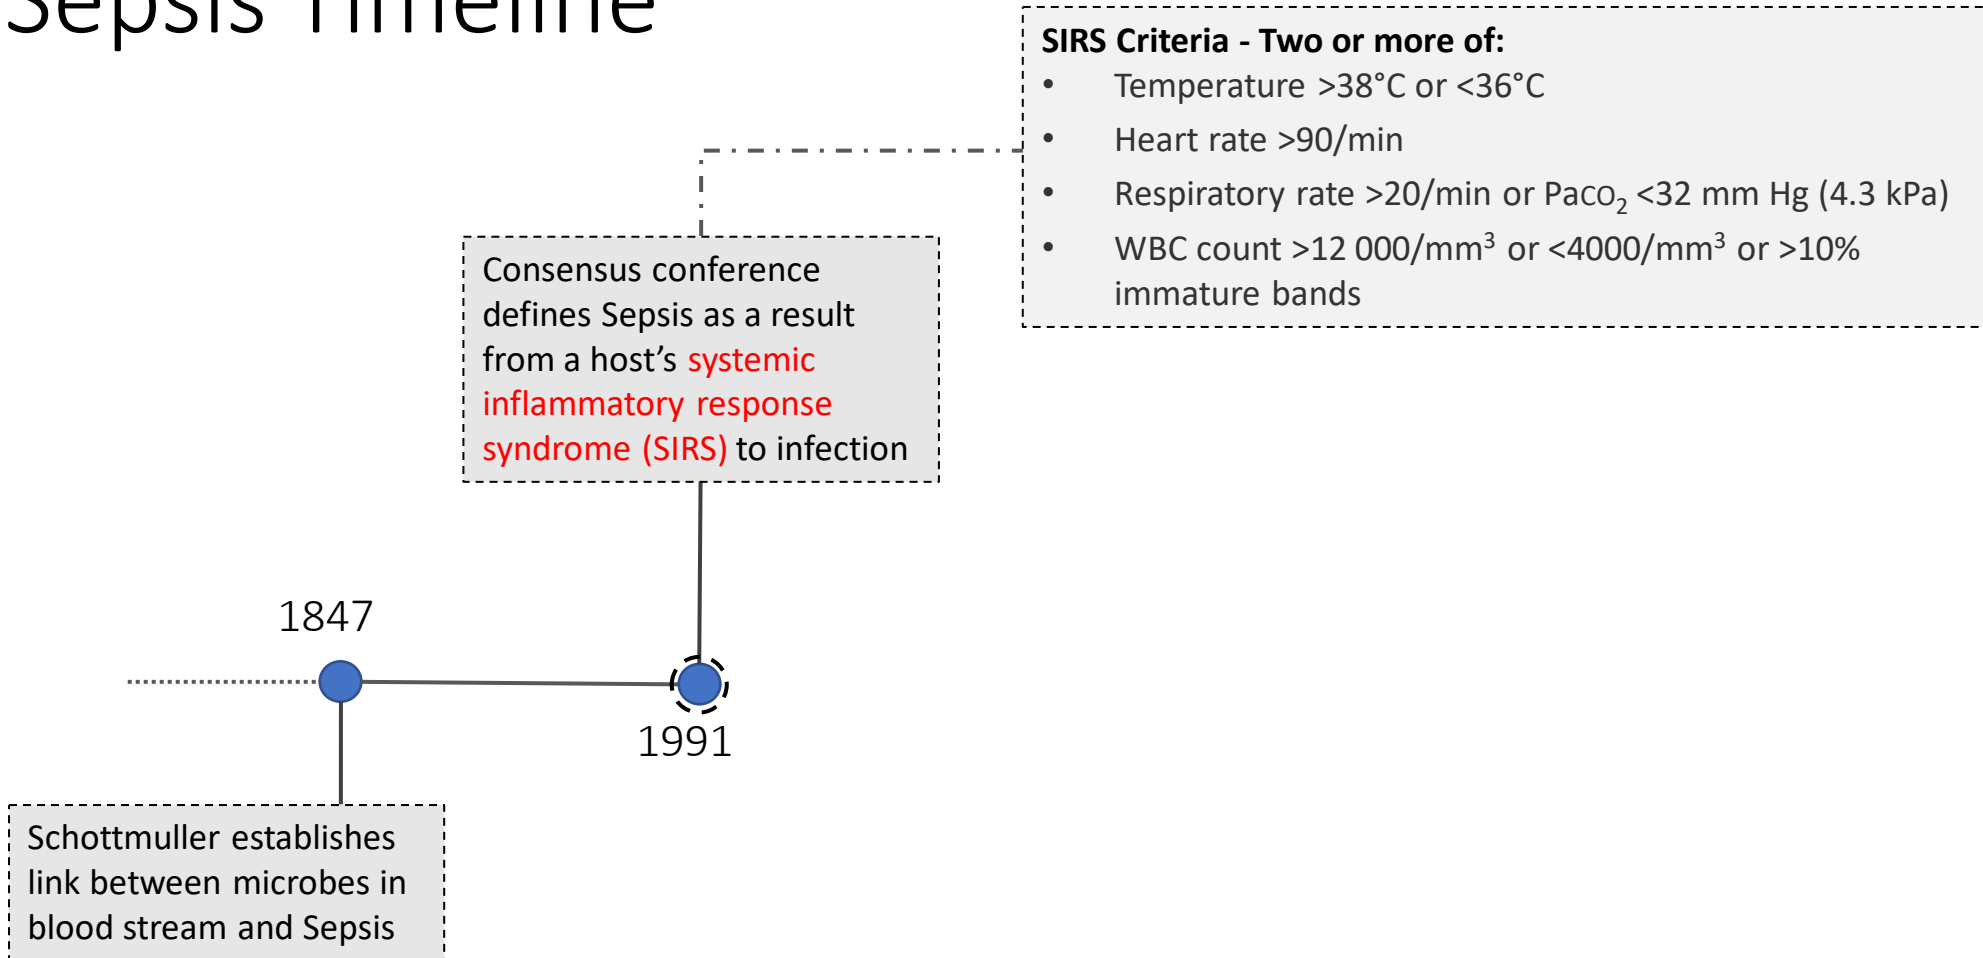 Sepsis Timeline
SIRS Criteria - Two or more of:
• Temperature >38°C or <36°C
• Heart rate >90/min
• Respiratory rate >20/min or PaCO₂ <32 mm Hg (4.3 kPa)
• WBC count >12 000/mm³ or <4000/mm³ or >10%
immature bands
Consensus conference
defines Sepsis as a result
from a host’s systemic
inflammatory response
syndrome (SIRS) to infection
1847
1991
Schottmuller establishes
link between microbes in
blood stream and Sepsis